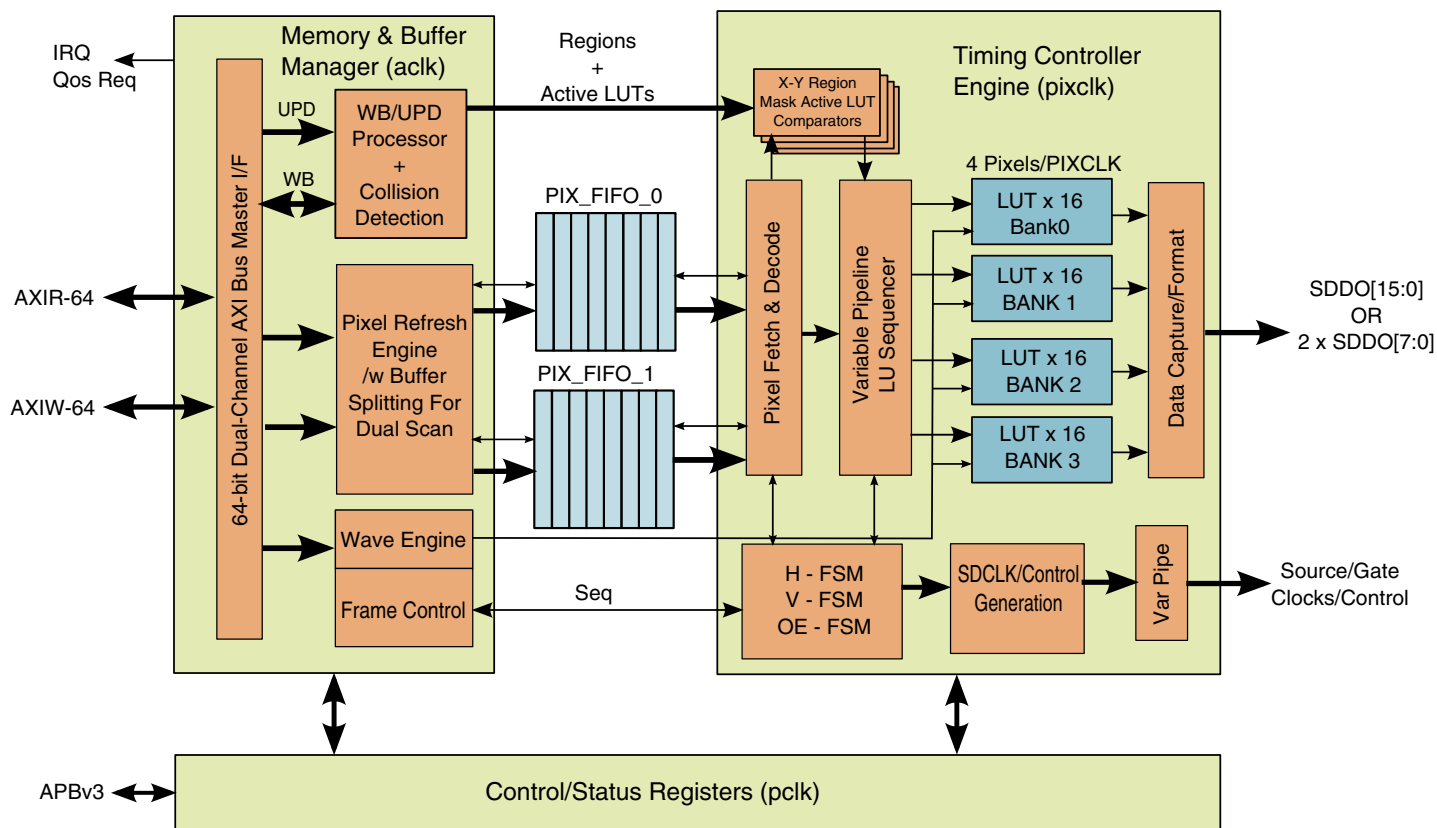 IRQ
Qos Req
AXIR-64
AXIW-64
APBv3
Memory & Buffer
Manager (aclk)
64-bit Dual-Channel AXI Bus Master I/F
UPD
WB
WB/UPD
Processor
+
Collision
Detection
Pixel Refresh
Engine
/w Buffer
Splitting For
Dual Scan
Wave Engine
Frame Control
Regions
+
Active LUTs
PIX_FIFO_0
PIX_FIFO_1
Seq
Timing Controller
Engine (pixclk)
X-Y Region
Mask Active LUT
Comparators
Pixel Fetch & Decode
Variable Pipeline
LU Sequencer
4 Pixels/PIXCLK
LUT x 16
Bank0
LUT x 16
BANK 1
LUT x 16
BANK 2
LUT x 16
BANK 3
Data Capture/Format
H - FSM
V - FSM
OE - FSM
SDCLK/Control
Generation
Var Pipe
SDDO[15:0]
OR
2 x SDDO[7:0]
Source/Gate
Clocks/Control
Control/Status Registers (pclk)